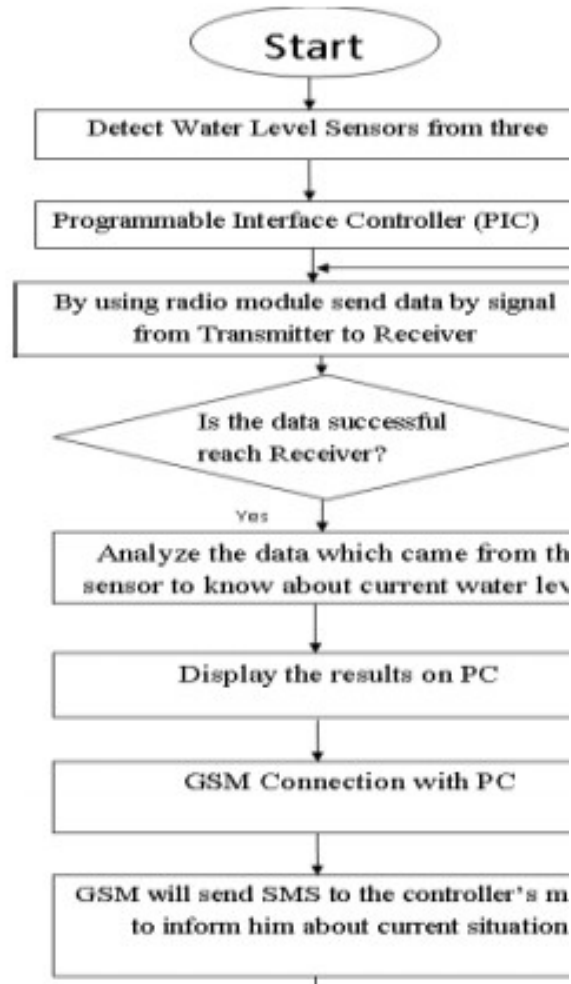 Start
Detect Water Level Sensors from three
Programmable Interface Controller (PIC)
By using radio module send data by signal
from Transmitter to Receiver
Is the data successful
reach Receiver?
Yes
Analyze the data which came from th
sensor to know about current water lev
Display the results on PC
GSM Connection with PC
GSM will send SMS to the controller's m
to inform him about current situation